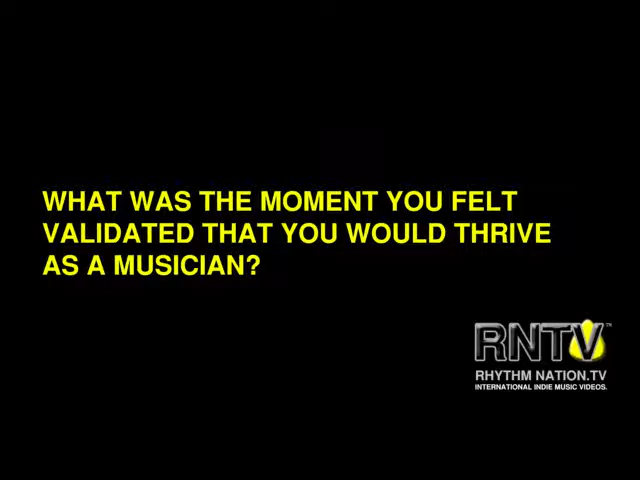 WHAT WAS THE MOMENT YOU FELT
VALIDATED THAT YOU WOULD THRIVE
AS A MUSICIAN?
RNTV™
RHYTHM NATION.TV
INTERNATIONAL INDIE MUSIC VIDEOS.